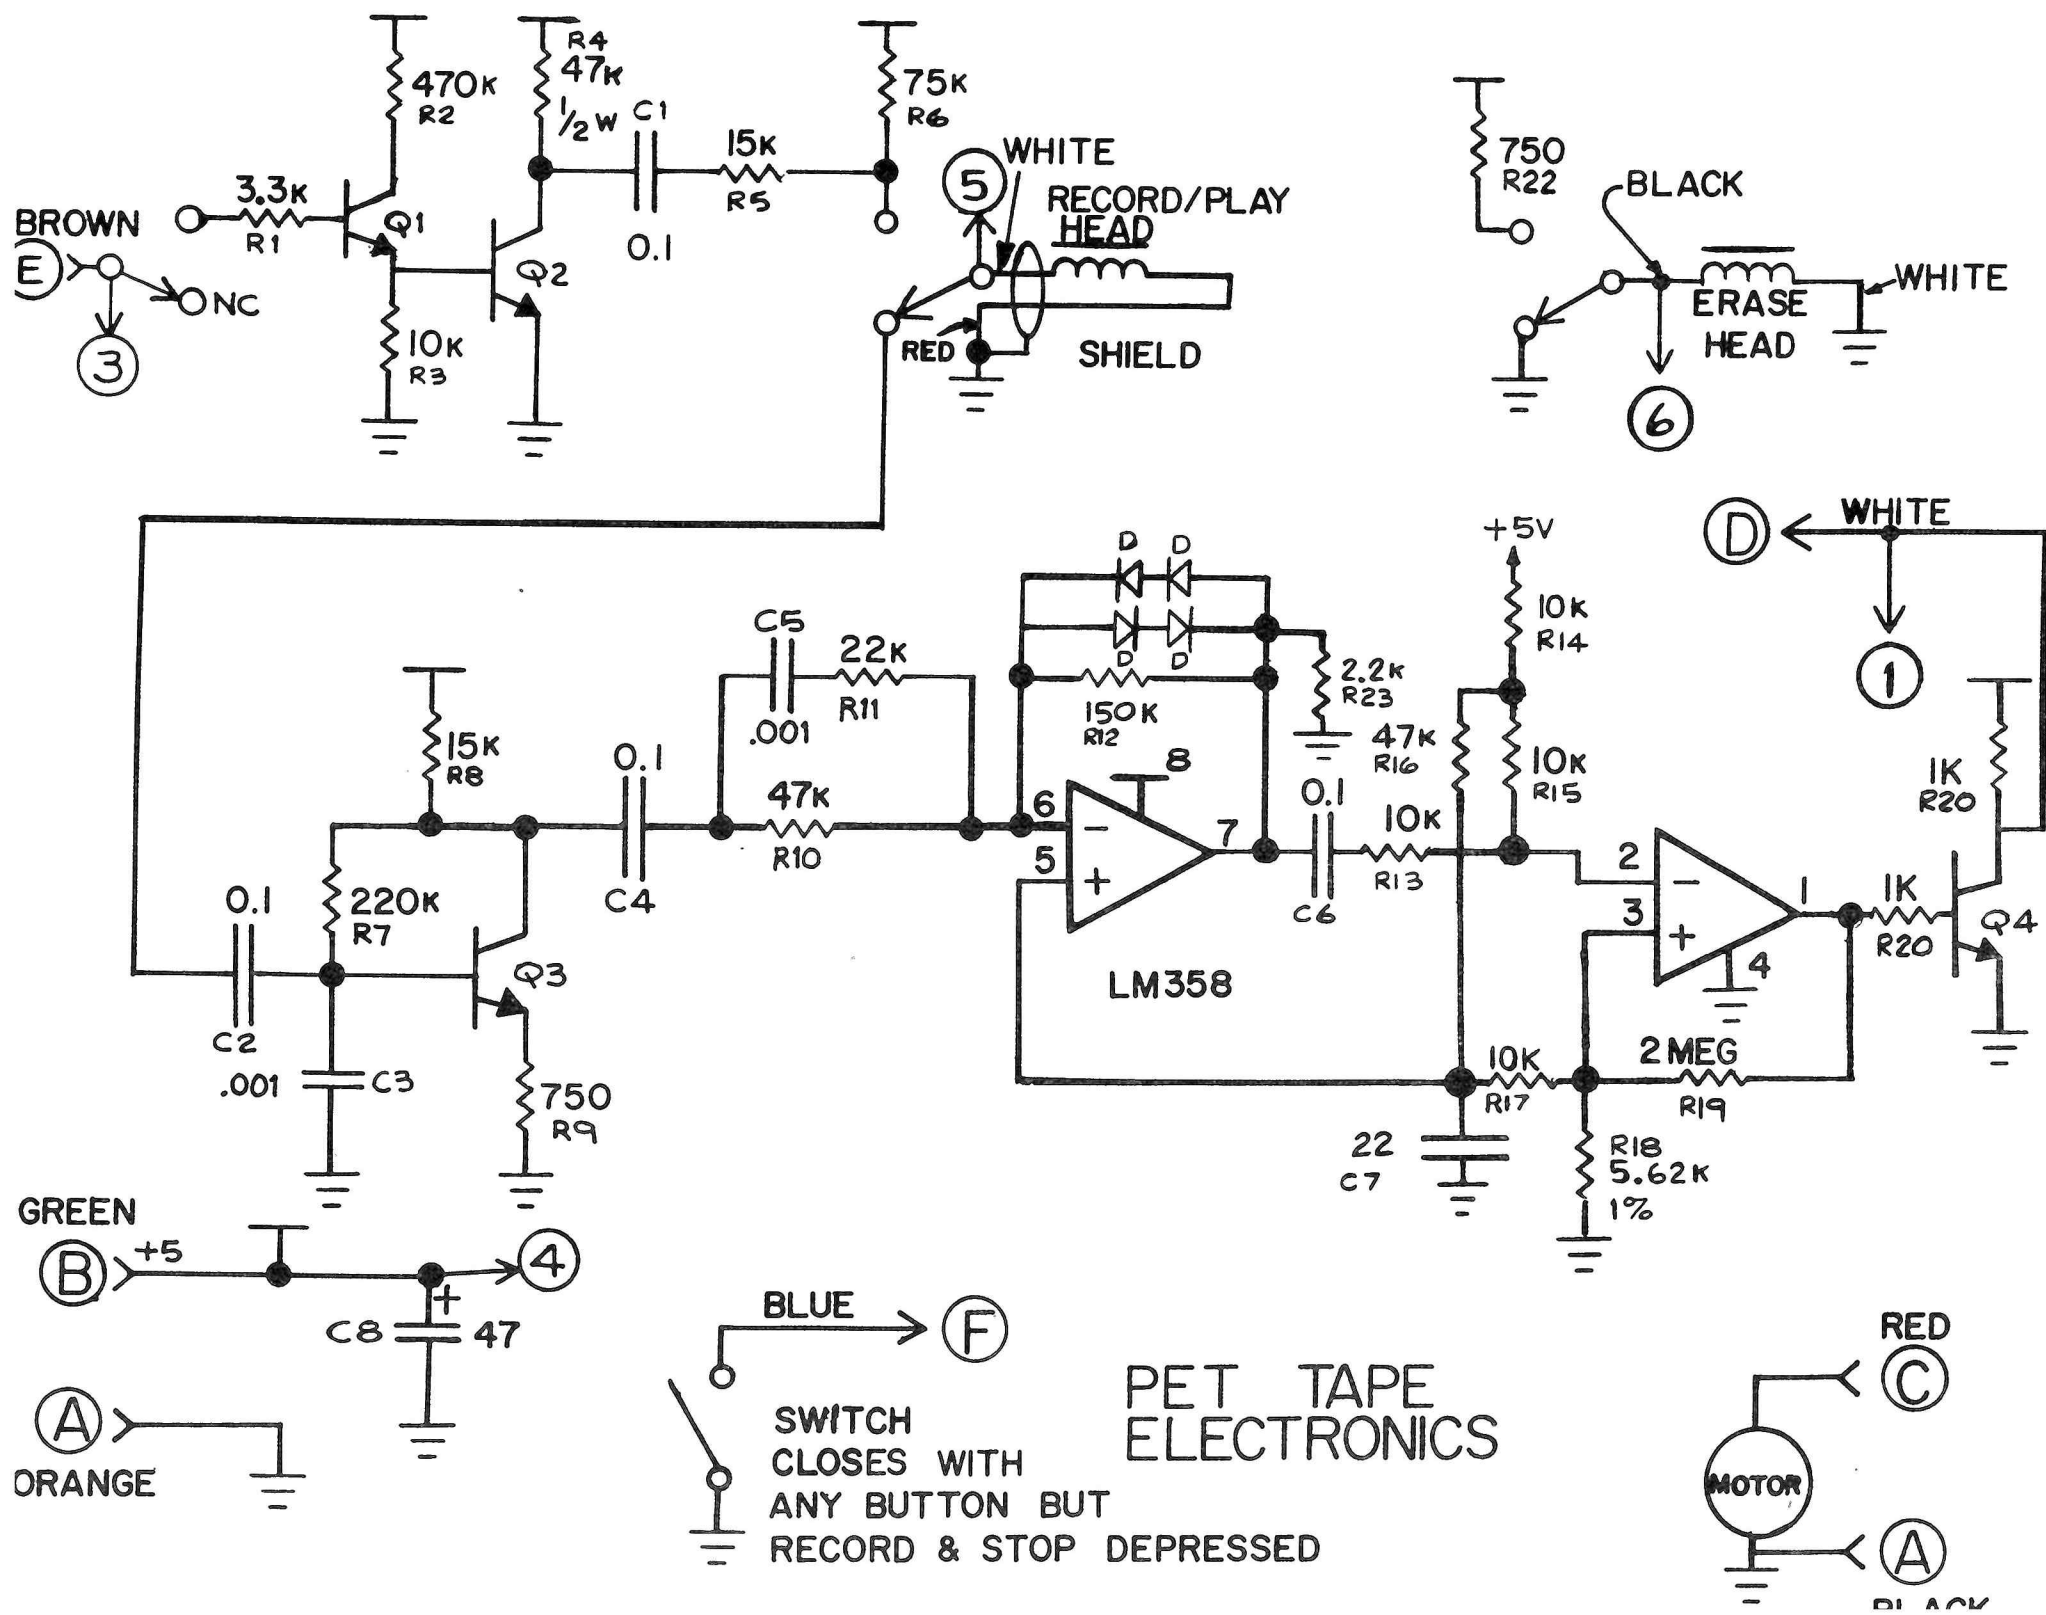 470K
R2
R4
47K
1/2 W
C1
0.1
15K
R5
75K
R6
3.3K
R1
BROWN
E
NC
3
Q1
Q2
10K
R3
5
WHITE
RECORD/PLAY
HEAD
RED
SHIELD
750
R22
BLACK
WHITE
ERASE
HEAD
6
D
WHITE
1
+5V
10K
R14
D D
D D
2.2K
R23
150K
R12
C5
.001
22K
R11
15K
R8
0.1
C4
47K
R10
6
5
8
7
- +
LM358
0.1
C6
10K
R13
47K
R16
10K
R15
2
3
- +
1
4
1K
R20
1K
R20
Q4
0.1
C2
220K
R7
Q3
.001 C3
750
R9
10K
R17
2 MEG
R19
22
C7
R18
5.62K
1%
GREEN
B
+5
4
+
C8 47
A
ORANGE
BLUE
F
SWITCH
CLOSES WITH
ANY BUTTON BUT
RECORD & STOP DEPRESSED
PET TAPE
ELECTRONICS
RED
C
MOTOR
A
BLACK